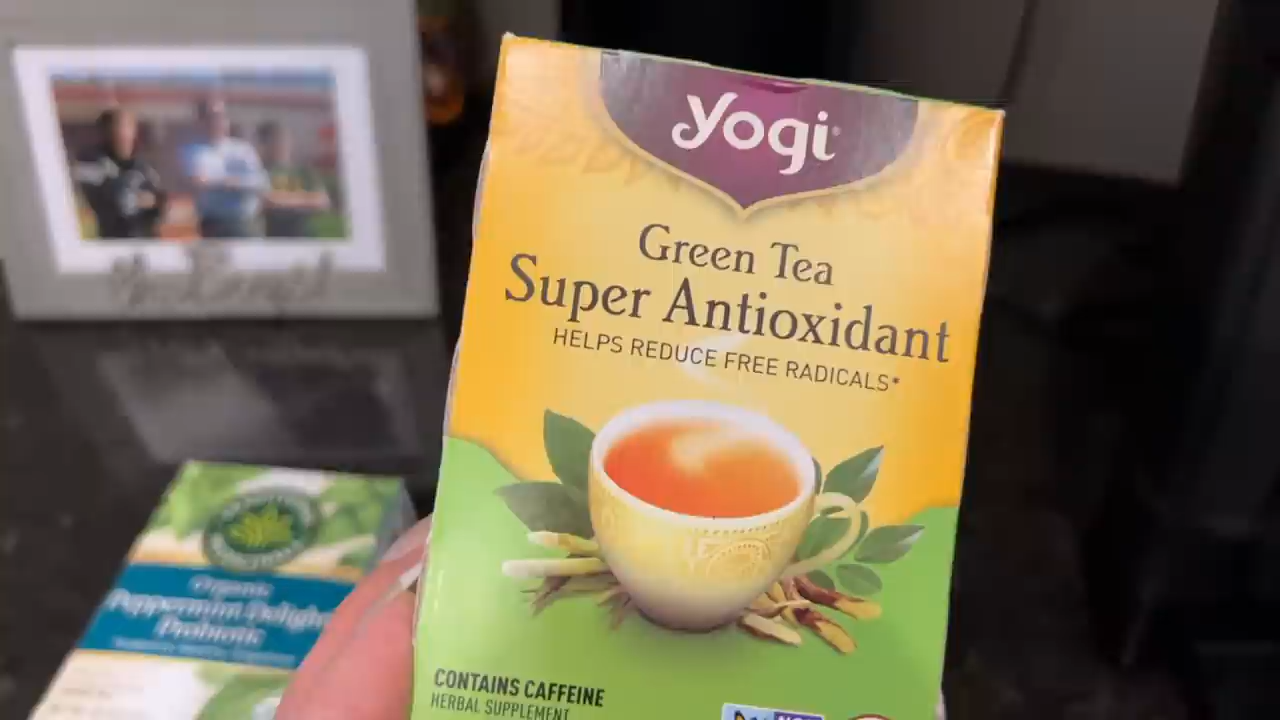 yogi
Green Tea
Super Antioxidant
HELPS REDUCE FREE RADICALS*
CONTAINS CAFFEINE
HERBAL SUPPLEMENT
Organic
Peppermint Delight
Probiotic